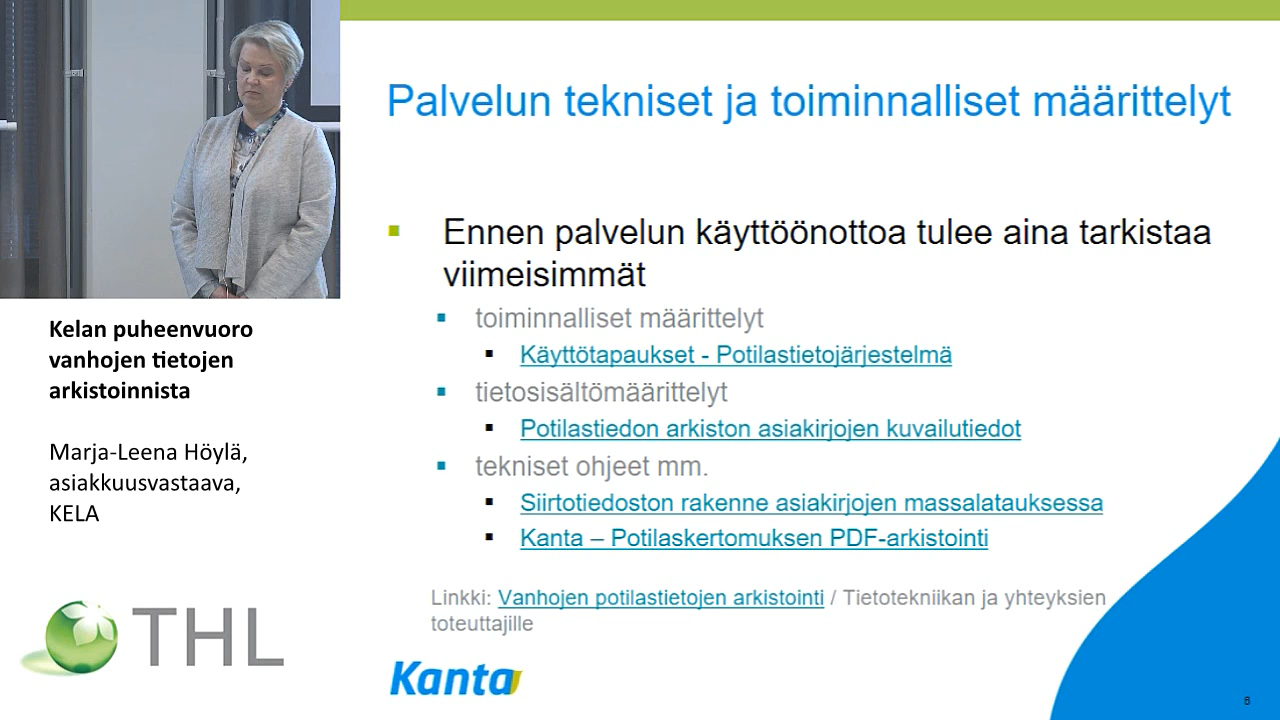 Palvelun tekniset ja toiminnalliset määrittelyt
Ennen palvelun käyttöönottoa tulee aina tarkistaa
viimeisimmät
toiminnalliset määrittelyt
Käyttötapaukset - Potilastietojärjestelmä
tietosisältömäärittelyt
Potilastiedon arkiston asiakirjojen kuvailutiedot
tekniset ohjeet mm.
Siirtotiedoston rakenne asiakirjojen massalatauksessa
Kanta – Potilaskertomuksen PDF-arkistointi
Linkki: Vanhojen potilastietojen arkistointi / Tietotekniikan ja yhteyksien
toteuttajille
Kanta
6
Kelan puheenvuoro
vanhojen tietojen
arkistoinnista
Marja-Leena Höylä,
asiakkuusvastaava,
KELA
THL